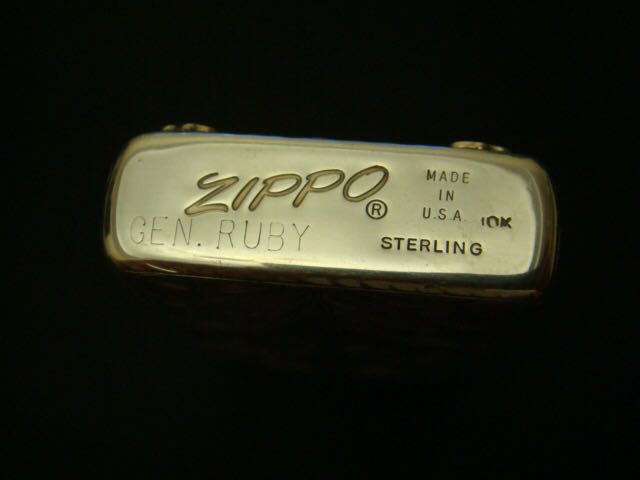 ZIPPO®
MADE
IN
U.S.A 10K
GEN. RUBY
STERLING